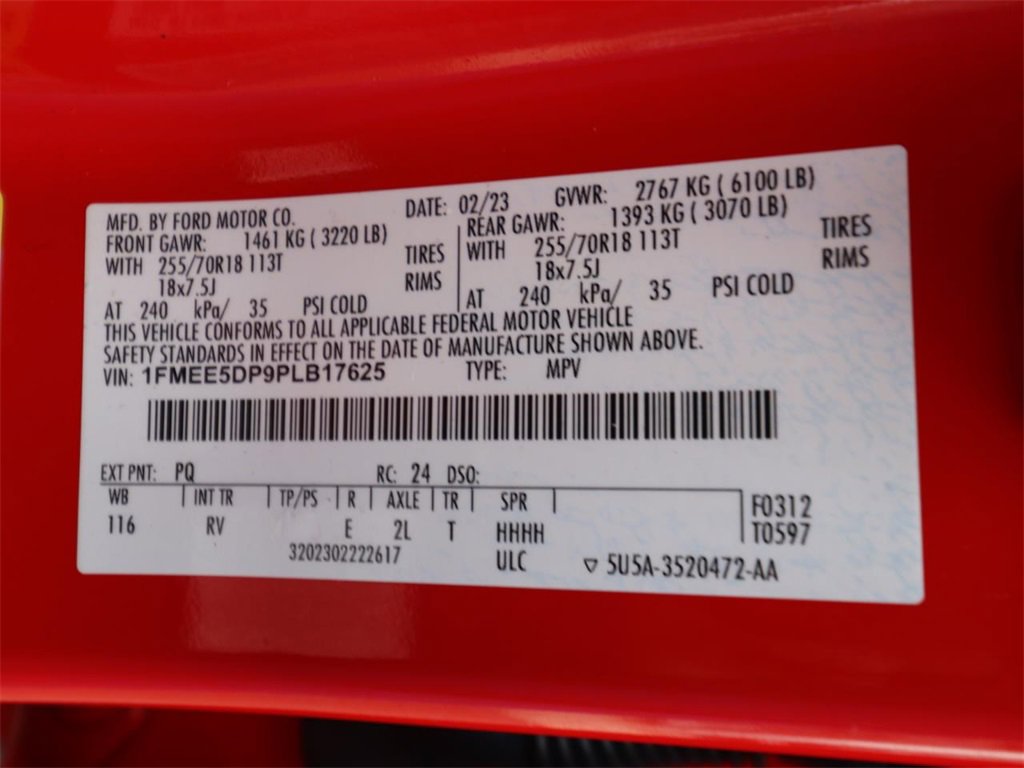 MFD. BY FORD MOTOR CO. DATE: 02/23 GVWR: 2767 KG ( 6100 LB)
FRONT GAWR: 1461 KG ( 3220 LB) REAR GAWR: 1393 KG ( 3070 LB)
WITH 255/70R18 113T TIRES WITH 255/70R18 113T TIRES
18x7.5J RIMS 18x7.5J RIMS
AT 240 kPa/ 35 PSI COLD AT 240 kPa/ 35 PSI COLD
THIS VEHICLE CONFORMS TO ALL APPLICABLE FEDERAL MOTOR VEHICLE
SAFETY STANDARDS IN EFFECT ON THE DATE OF MANUFACTURE SHOWN ABOVE.
VIN: 1FMEE5DP9PLB17625 TYPE: MPV
EXT PNT: PQ RC: 24 DSO:
WB INT TR TP/PS R AXLE TR SPR F0312
116 RV E 2L T HHHH T0597
3202302222617 ULC ▽ 5U5A-3520472-AA